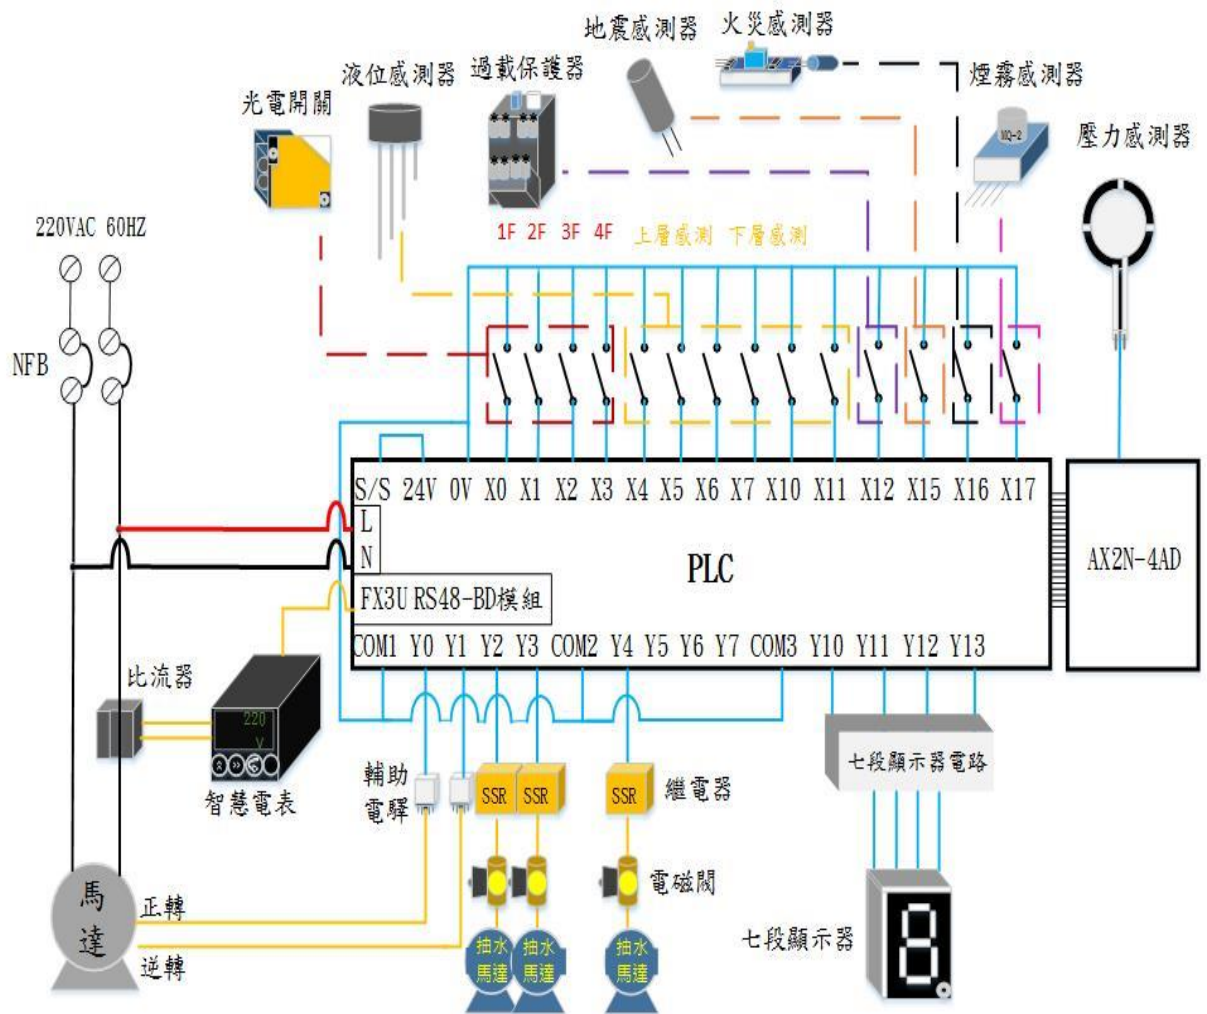 地震感測器
火災感測器
液位感測器
過載保護器
煙霧感測器
光電開關
MQ-2
壓力感測器
220VAC 60HZ
1F 2F 3F 4F 上層感測 下層感測
NFB
S/S 24V 0V X0 X1 X2 X3 X4 X5 X6 X7 X10 X11 X12 X15 X16 X17
L
N
PLC
AX2N-4AD
FX3U RS48-BD模組
COM1 Y0 Y1 Y2 Y3 COM2 Y4 Y5 Y6 Y7 COM3 Y10 Y11 Y12 Y13
比流器
220
V
智慧電表
輔助
電驛
SSR
SSR
SSR
繼電器
七段顯示器電路
電磁閥
馬
達
正轉
逆轉
抽水
馬達
抽水
馬達
抽水
馬達
七段顯示器
8